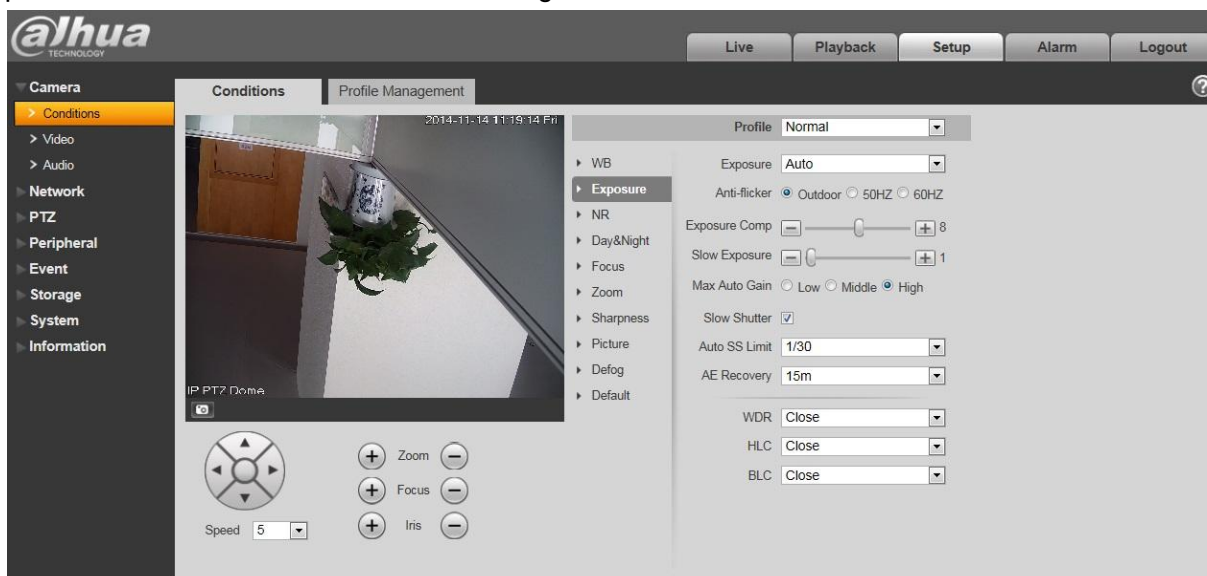 alhua
TECHNOLOGY
Live Playback Setup Alarm Logout
Camera
> Conditions
> Video
> Audio
Network
PTZ
Peripheral
Event
Storage
System
Information
Conditions Profile Management
?
2014-11-14 11:19:14 Fri
IP PTZ Dome
Speed 5
+ Zoom −
+ Focus −
+ Iris −
WB
Exposure
NR
Day&Night
Focus
Zoom
Sharpness
Picture
Defog
Default
Profile Normal
Exposure Auto
Anti-flicker Outdoor 50HZ 60HZ
Exposure Comp − + 8
Slow Exposure − + 1
Max Auto Gain Low Middle High
Slow Shutter
Auto SS Limit 1/30
AE Recovery 15m
WDR Close
HLC Close
BLC Close